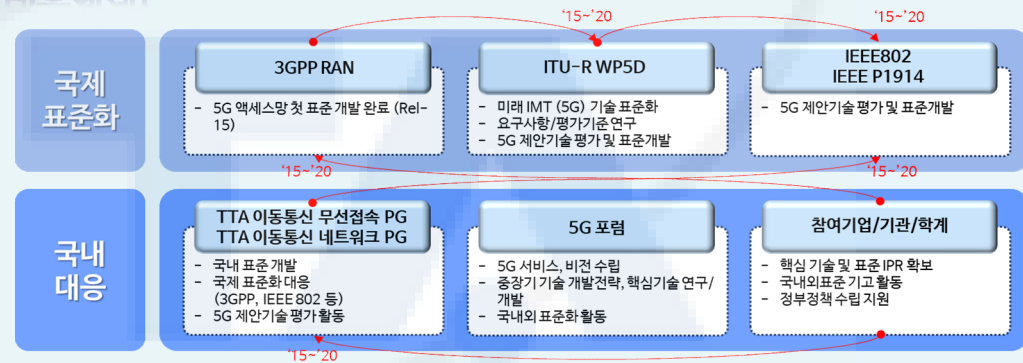 '15~'20
'15~'20
국제
표준화
3GPP RAN
- 5G 액세스망 첫 표준 개발 완료 (Rel-
15)
ITU-R WP5D
- 미래 IMT (5G) 기술 표준화
- 요구사항/평가기준 연구
- 5G 제안기술 평가 및 표준개발
IEEE802
IEEE P1914
- 5G 제안기술 평가 및 표준개발
'15~'20
'15~'20
국내
대응
TTA 이동통신 무선접속 PG
TTA 이동통신 네트워크 PG
- 국내 표준 개발
- 국제 표준화 대응
(3GPP, IEEE 802 등)
- 5G 제안기술 평가 활동
5G 포럼
- 5G 서비스, 비전 수립
- 중장기 기술 개발전략, 핵심기술 연구/
개발
- 국내외 표준화 활동
참여기업/기관/학계
- 핵심 기술 및 표준 IPR 확보
- 국내외표준 기고 활동
- 정부정책 수립 지원
'15~'20